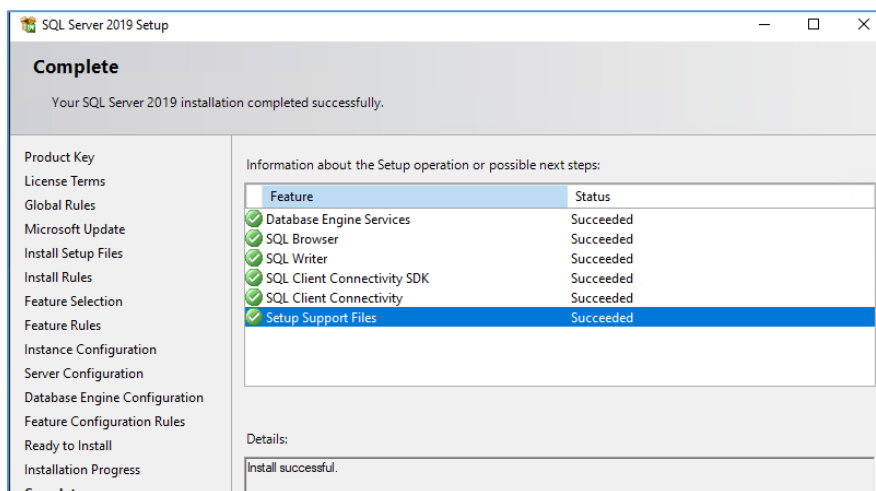 SQL Server 2019 Setup
Complete
Your SQL Server 2019 installation completed successfully.
Product Key
License Terms
Global Rules
Microsoft Update
Install Setup Files
Install Rules
Feature Selection
Feature Rules
Instance Configuration
Server Configuration
Database Engine Configuration
Feature Configuration Rules
Ready to Install
Installation Progress
Information about the Setup operation or possible next steps:
Feature Status
Database Engine Services Succeeded
SQL Browser Succeeded
SQL Writer Succeeded
SQL Client Connectivity SDK Succeeded
SQL Client Connectivity Succeeded
Setup Support Files Succeeded
Details:
Install successful.